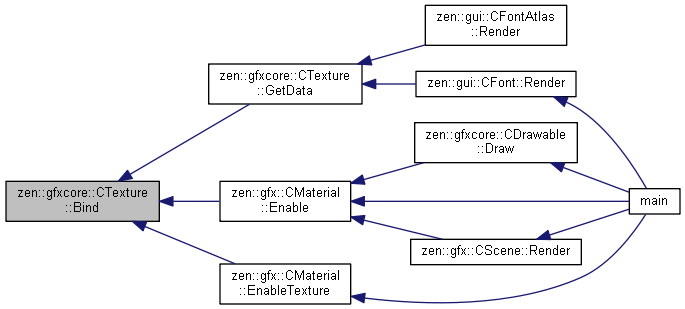 zen::gui::CFontAtlas
::Render
zen::gfxcore::CTexture
::GetData
zen::gui::CFont::Render
zen::gfxcore::CDrawable
::Draw
zen::gfxcore::CTexture
::Bind
zen::gfx::CMaterial
::Enable
main
zen::gfx::CScene::Render
zen::gfx::CMaterial
::EnableTexture